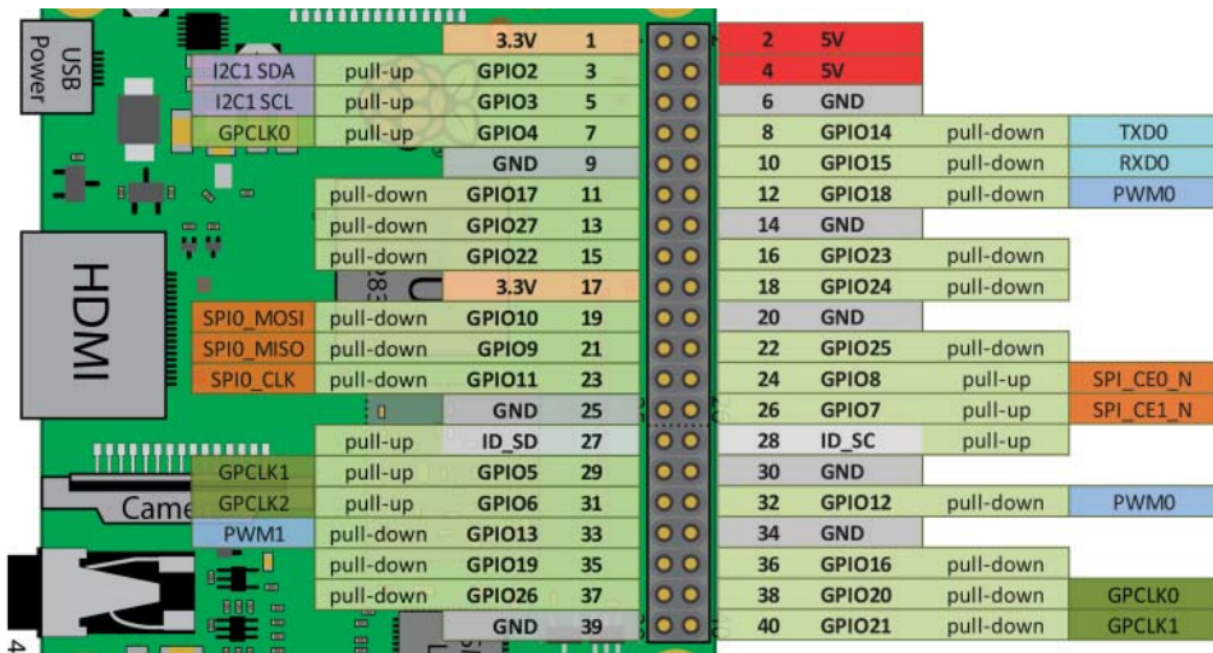 USB Power
3.3V 1 2 5V
I2C1 SDA pull-up GPIO2 3 4 5V
I2C1 SCL pull-up GPIO3 5 6 GND
GPCLK0 pull-up GPIO4 7 8 GPIO14 pull-down TXD0
GND 9 10 GPIO15 pull-down RXD0
pull-down GPIO17 11 12 GPIO18 pull-down PWM0
pull-down GPIO27 13 14 GND
pull-down GPIO22 15 16 GPIO23 pull-down
3.3V 17 18 GPIO24 pull-down
HDMI
SPI0_MOSI pull-down GPIO10 19 20 GND
SPI0_MISO pull-down GPIO9 21 22 GPIO25 pull-down
SPI0_CLK pull-down GPIO11 23 24 GPIO8 pull-up SPI_CE0_N
GND 25 26 GPIO7 pull-up SPI_CE1_N
pull-up ID_SD 27 28 ID_SC pull-up
GPCLK1 pull-up GPIO5 29 30 GND
Came
GPCLK2 pull-up GPIO6 31 32 GPIO12 pull-down PWM0
PWM1 pull-down GPIO13 33 34 GND
pull-down GPIO19 35 36 GPIO16 pull-down
pull-down GPIO26 37 38 GPIO20 pull-down GPCLK0
GND 39 40 GPIO21 pull-down GPCLK1
4